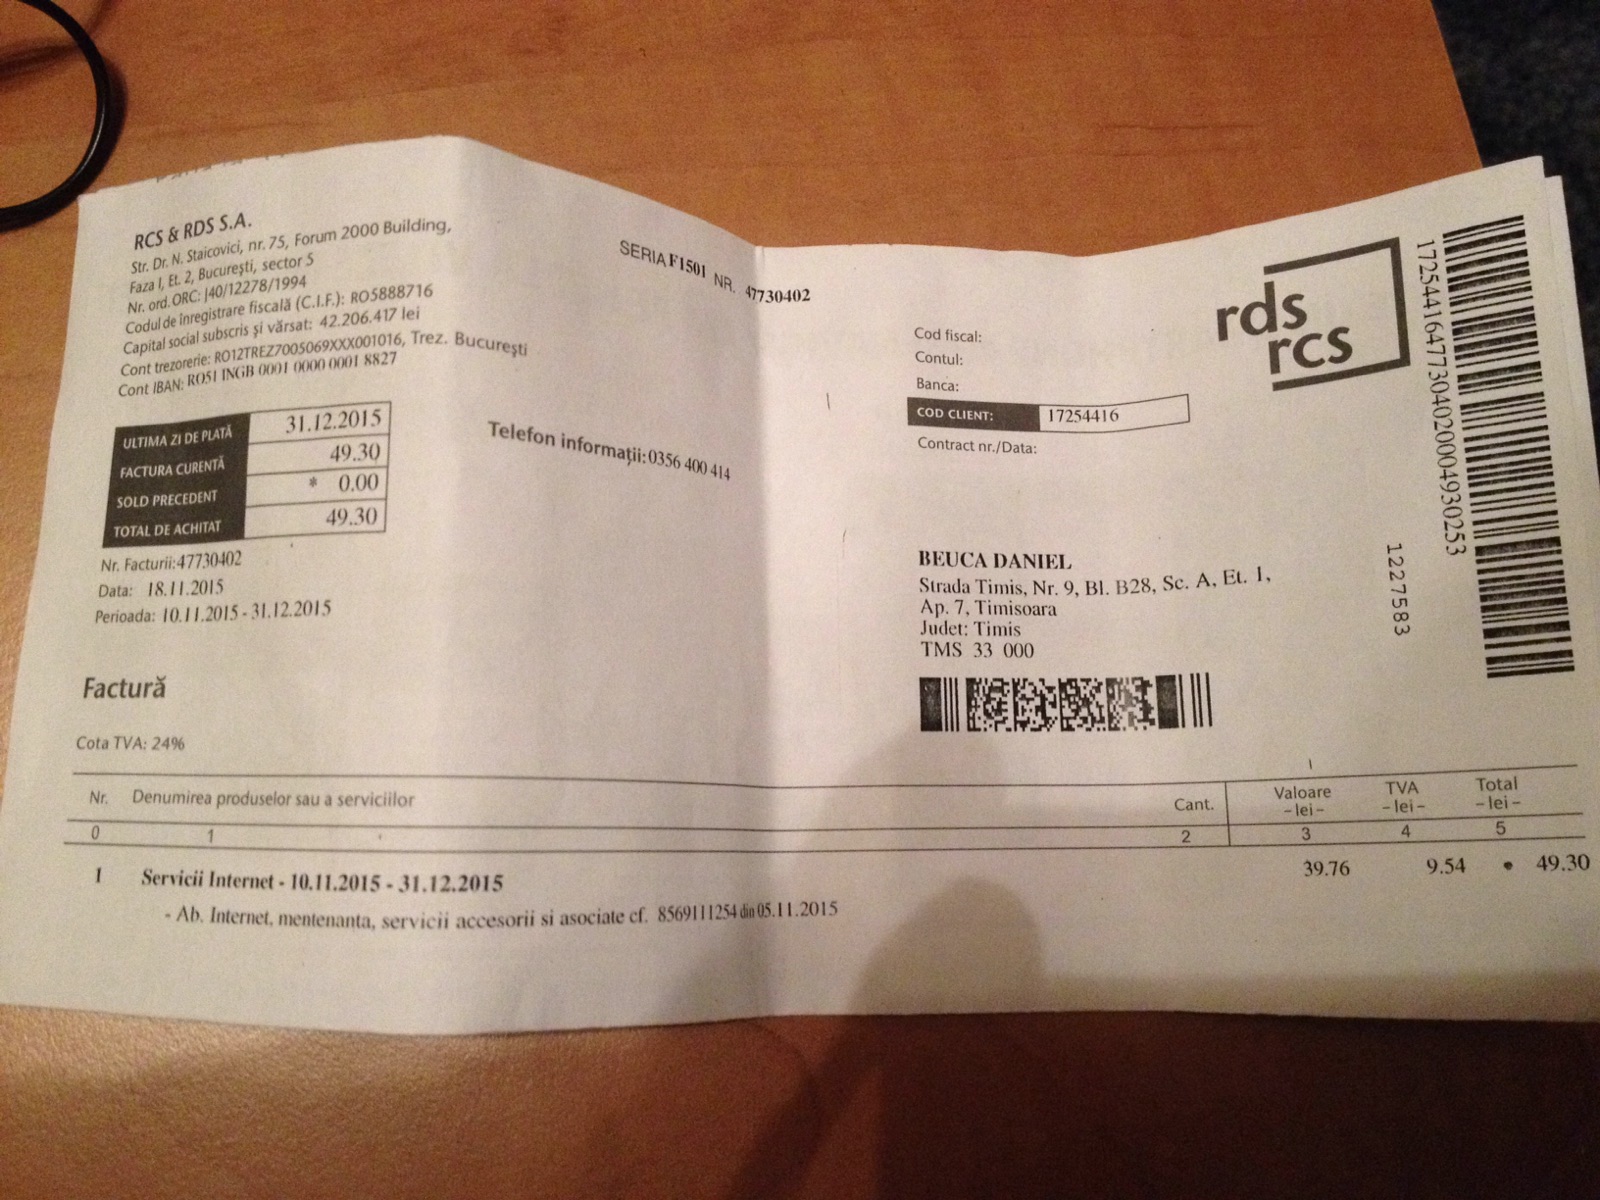 RCS & RDS S.A.
Str. Dr. N. Staicovici, nr. 75, Forum 2000 Building,
Faza I, Et. 2, București, sector 5
Nr. ord. ORC: J40/12278/1994
Codul de înregistrare fiscală (C.I.F.): RO5888716
Capital social subscris și vărsat: 42.206.417 lei
Cont trezorerie: RO12TREZ7005069XXX001016, Trez. București
Cont IBAN: RO51 INGB 0001 0000 0001 8827
SERIA F1501 NR. 47730402
ULTIMA ZI DE PLATĂ 31.12.2015
FACTURA CURENTĂ 49.30
SOLD PRECEDENT * 0.00
TOTAL DE ACHITAT 49.30
Telefon informații: 0356 400 414
Nr. Facturii: 47730402
Data: 18.11.2015
Perioada: 10.11.2015 - 31.12.2015
Cod fiscal:
Contul:
Banca:
COD CLIENT: 17254416
Contract nr./Data:
rds
rcs
BEUCA DANIEL
Strada Timis, Nr. 9, Bl. B28, Sc. A, Et. 1,
Ap. 7, Timisoara
Judet: Timis
TMS 33 000
1725441647730402000493 0253
1227583
Factură
Cota TVA: 24%
Nr. Denumirea produselor sau a serviciilor Cant. Valoare -lei- TVA -lei- Total -lei-
0 1 2 3 4 5
1 Servicii Internet - 10.11.2015 - 31.12.2015 39.76 9.54 * 49.30
- Ab. Internet, mentenanta, servicii accesorii si asociate cf. 8569111254 din 05.11.2015